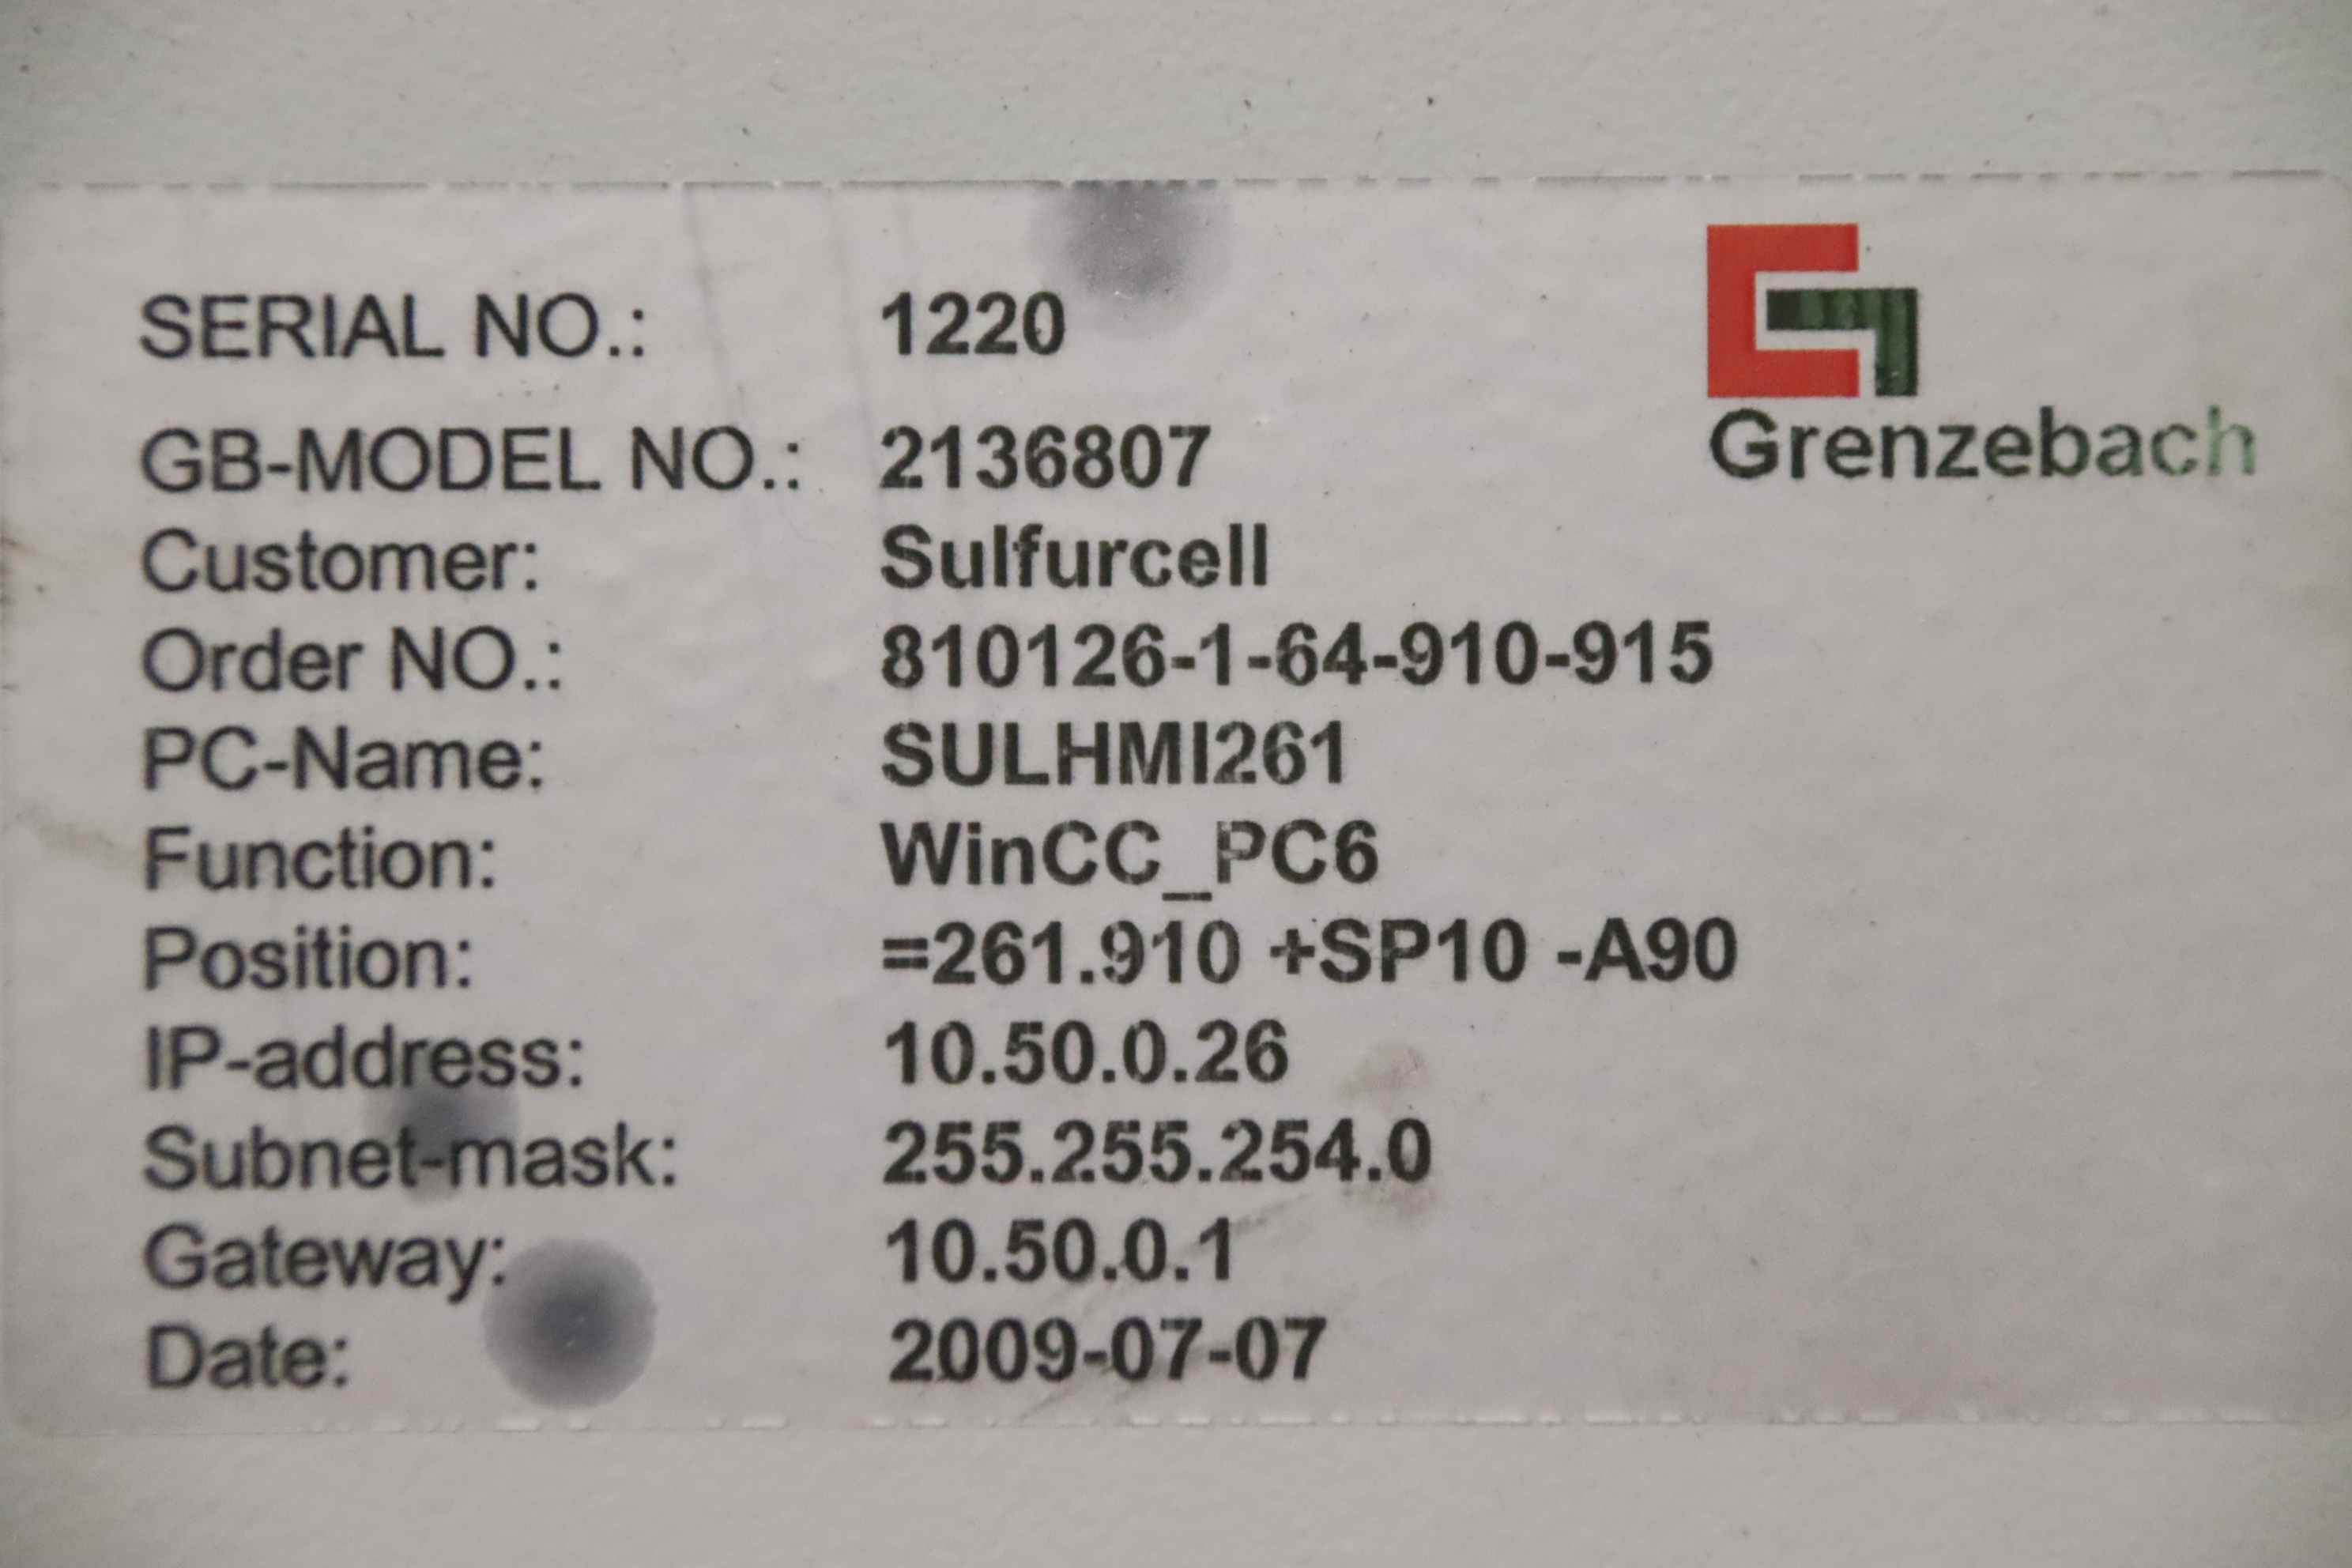 SERIAL NO.: 1220
Grenzebach
GB-MODEL NO.: 2136807
Customer: Sulfurcell
Order NO.: 810126-1-64-910-915
PC-Name: SULHMI261
Function: WinCC_PC6
Position: =261.910 +SP10 -A90
IP-address: 10.50.0.26
Subnet-mask: 255.255.254.0
Gateway: 10.50.0.1
Date: 2009-07-07